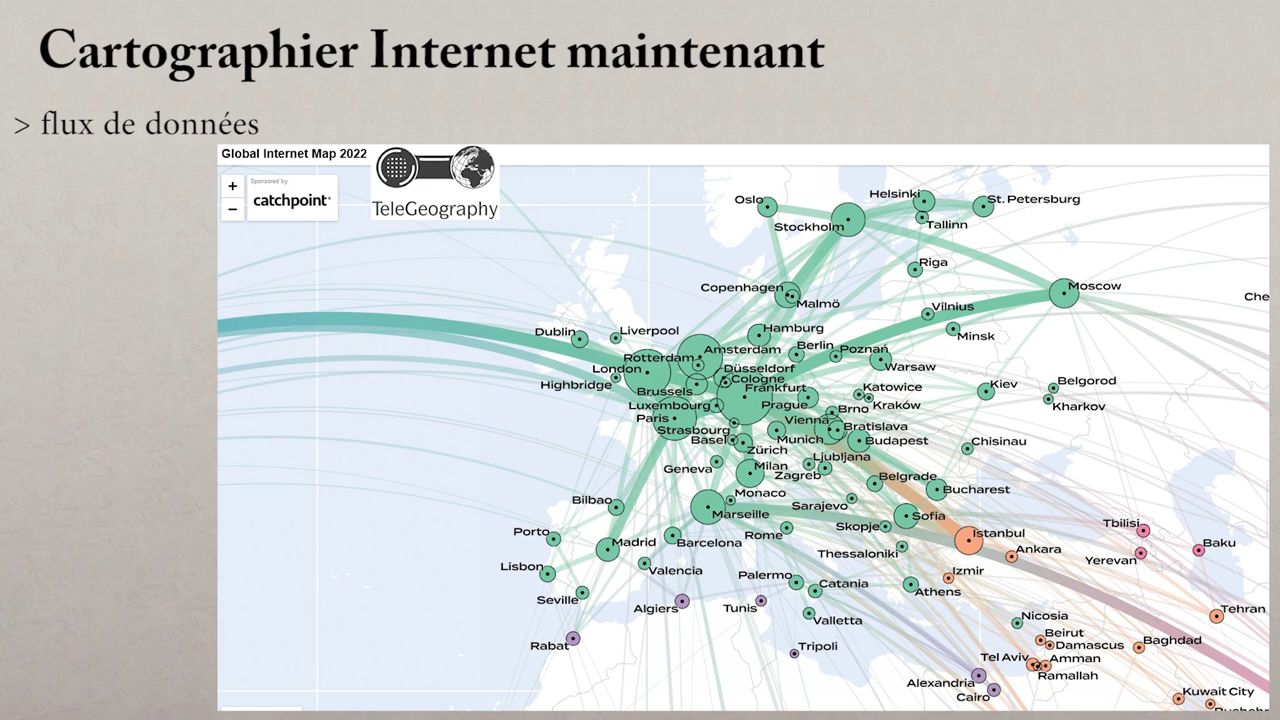 Cartographier Internet maintenant
> flux de données
Global Internet Map 2022
+
−
Sponsored by
catchpoint
TeleGeography
Oslo
Helsinki
St. Petersburg
Stockholm
Tallinn
Riga
Copenhagen
Malmö
Moscow
Che
Vilnius
Minsk
Dublin
Liverpool
Hamburg
Rotterdam
Amsterdam
Berlin
Poznań
London
Düsseldorf
Warsaw
Highbridge
Brussels
Cologne
Frankfurt
Katowice
Kiev
Belgorod
Luxembourg
Prague
Brno
Kraków
Kharkov
Paris
Vienna
Strasbourg
Bratislava
Basel
Munich
Budapest
Chisinau
Zürich
Ljubljana
Geneva
Milan
Zagreb
Belgrade
Bucharest
Monaco
Bilbao
Marseille
Sarajevo
Sofia
Porto
Skopje
Istanbul
Tbilisi
Madrid
Barcelona
Rome
Thessaloniki
Ankara
Baku
Yerevan
Lisbon
Valencia
Palermo
Izmir
Catania
Athens
Seville
Algiers
Tunis
Valletta
Nicosia
Tehran
Rabat
Tripoli
Beirut
Damascus
Baghdad
Tel Aviv
Amman
Ramallah
Alexandria
Cairo
Kuwait City